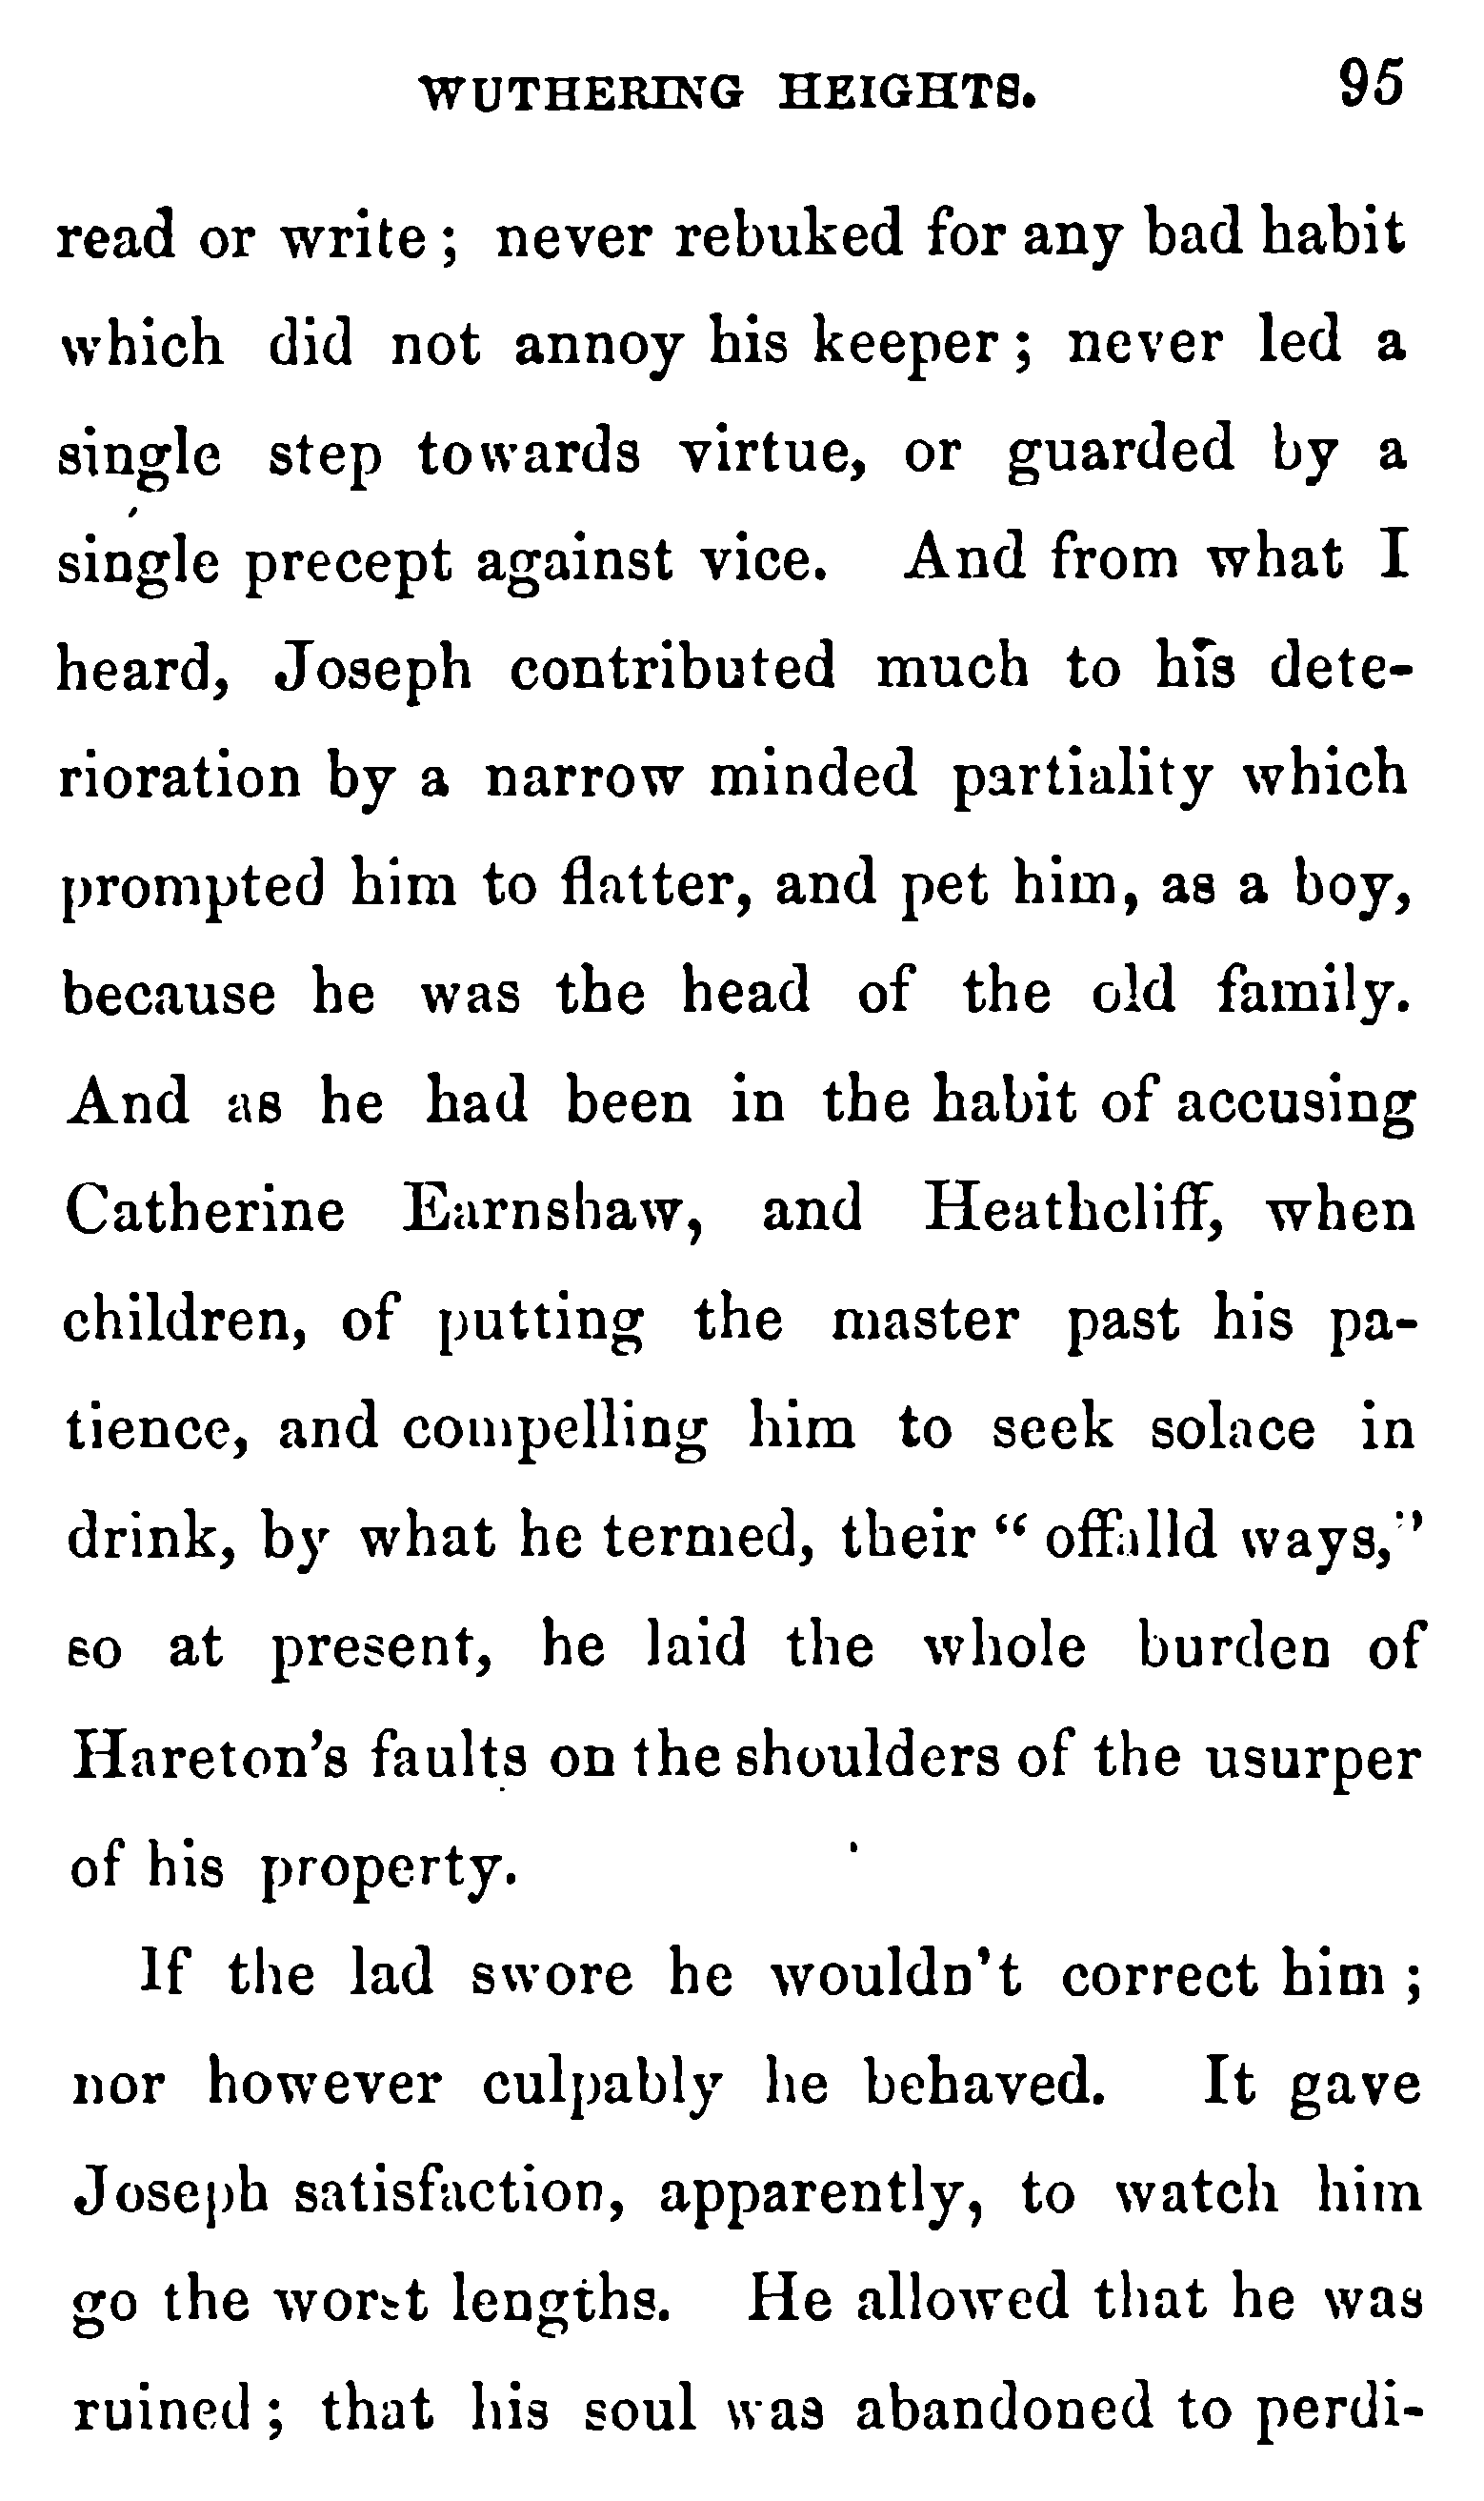 WUTHERING HEIGHTS. 95
read or write ; never rebuked for any bad habit
which did not annoy his keeper ; never led a
single step towards virtue, or guarded by a
single precept against vice. And from what I
heard, Joseph contributed much to his dete-
rioration by a narrow minded partiality which
prompted him to flatter, and pet him, as a boy,
because he was the head of the old family.
And as he had been in the habit of accusing
Catherine Earnshaw, and Heathcliff, when
children, of putting the master past his pa-
tience, and compelling him to seek solace in
drink, by what he termed, their “ offalld ways,”
so at present, he laid the whole burden of
Hareton’s faults on the shoulders of the usurper
of his property.
If the lad swore he wouldn’t correct him ;
nor however culpably he behaved. It gave
Joseph satisfaction, apparently, to watch him
go the worst lengths. He allowed that he was
ruined ; that his soul was abandoned to perdi-